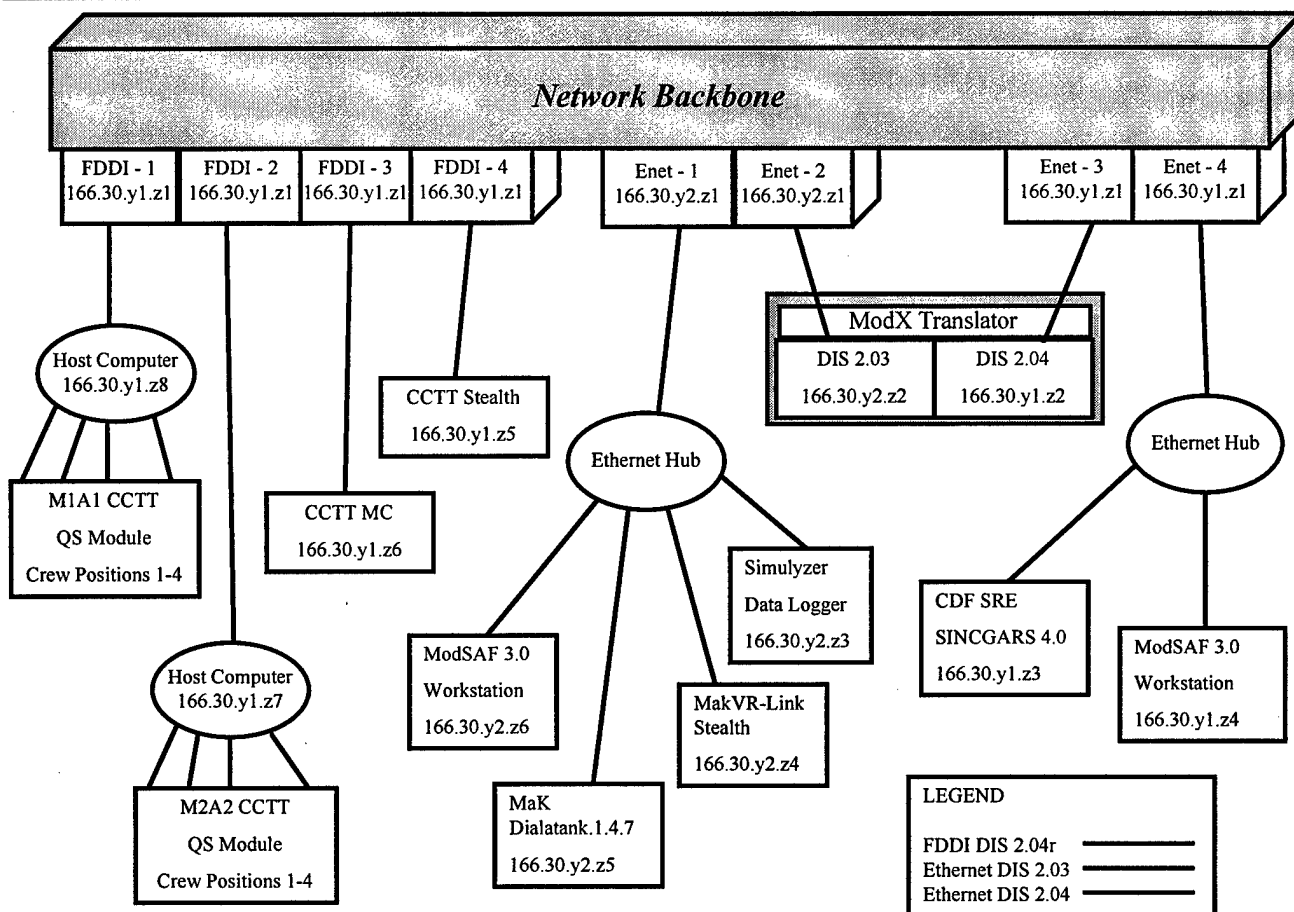 Network Backbone
FDDI - 1
166.30.y1.z1
FDDI - 2
166.30.y1.z1
FDDI - 3
166.30.y1.z1
FDDI - 4
166.30.y1.z1
Enet - 1
166.30.y2.z1
Enet - 2
166.30.y2.z1
Enet - 3
166.30.y1.z1
Enet - 4
166.30.y1.z1
ModX Translator
DIS 2.03
166.30.y2.z2
DIS 2.04
166.30.y1.z2
Host Computer
166.30.y1.z8
M1A1 CCTT
QS Module
Crew Positions 1-4
CCTT Stealth
166.30.y1.z5
CCTT MC
166.30.y1.z6
Ethernet Hub
Ethernet Hub
Simulyzer
Data Logger
166.30.y2.z3
CDF SRE
SINCGARS 4.0
166.30.y1.z3
ModSAF 3.0
Workstation
166.30.y1.z4
ModSAF 3.0
Workstation
166.30.y2.z6
MakVR-Link
Stealth
166.30.y2.z4
Host Computer
166.30.y1.z7
M2A2 CCTT
QS Module
Crew Positions 1-4
MaK
Dialatank.1.4.7
166.30.y2.z5
LEGEND
FDDI DIS 2.04r
Ethernet DIS 2.03
Ethernet DIS 2.04